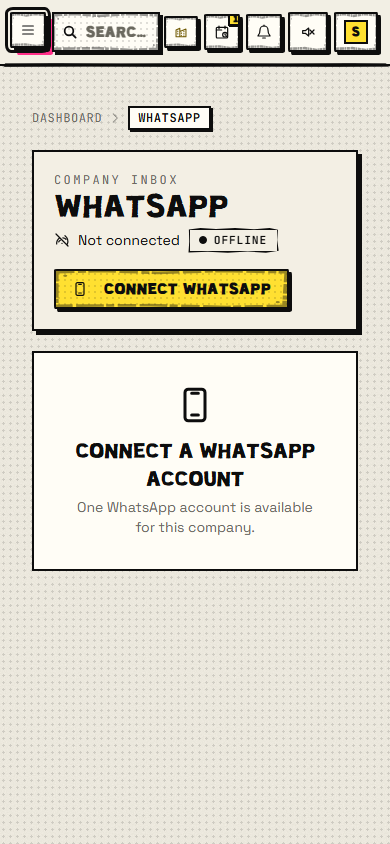 SEARC…
1
S
DASHBOARD > WHATSAPP
COMPANY INBOX
WHATSAPP
Not connected OFFLINE
CONNECT WHATSAPP
CONNECT A WHATSAPP
ACCOUNT
One WhatsApp account is available
for this company.